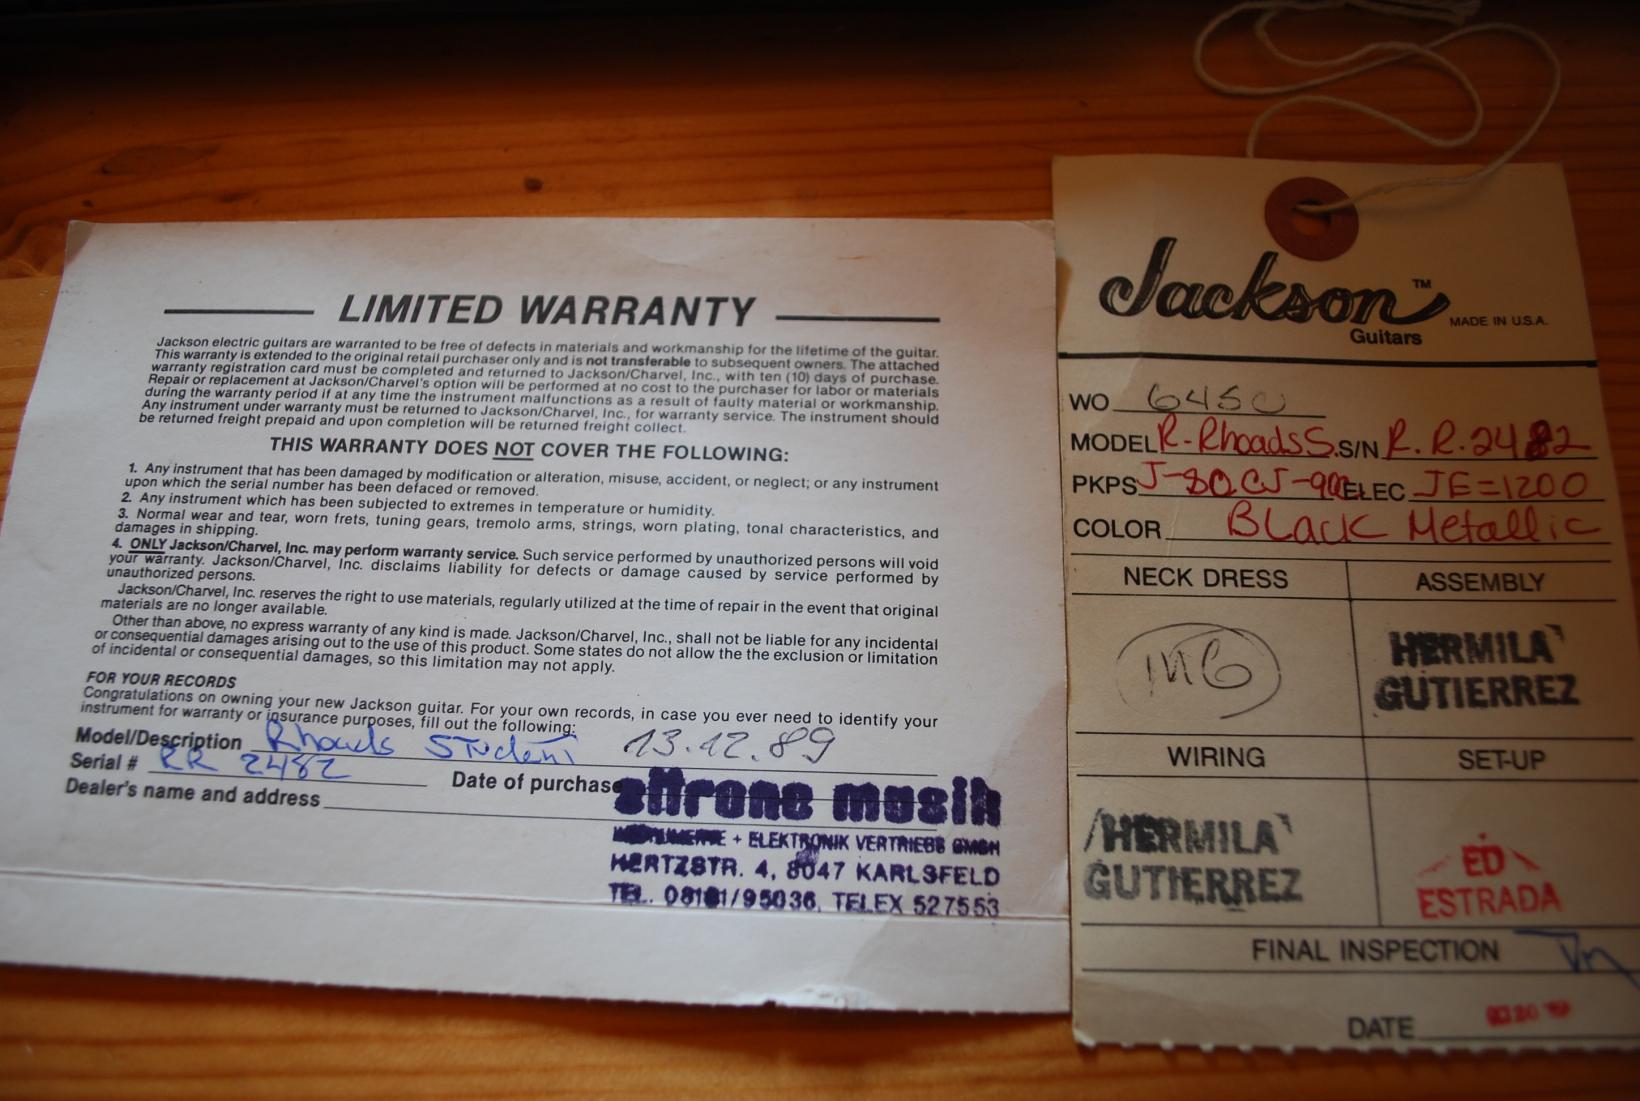 LIMITED WARRANTY
Jackson electric guitars are warranted to be free of defects in materials and workmanship for the lifetime of the guitar.
This warranty is extended to the original retail purchaser only and is not transferable to subsequent owners. The attached
warranty registration card must be completed and returned to Jackson/Charvel, Inc., with ten (10) days of purchase.
Repair or replacement at Jackson/Charvel's option will be performed at no cost to the purchaser for labor or materials
during the warranty period if at any time the instrument malfunctions as a result of faulty material or workmanship.
Any instrument under warranty must be returned to Jackson/Charvel, Inc., for warranty service. The instrument should
be returned freight prepaid and upon completion will be returned freight collect.
THIS WARRANTY DOES NOT COVER THE FOLLOWING:
1. Any instrument that has been damaged by modification or alteration, misuse, accident, or neglect; or any instrument
upon which the serial number has been defaced or removed.
2. Any instrument which has been subjected to extremes in temperature or humidity.
3. Normal wear and tear, worn frets, tuning gears, tremolo arms, strings, worn plating, tonal characteristics, and
damages in shipping.
4. ONLY Jackson/Charvel, Inc. may perform warranty service. Such service performed by unauthorized persons will void
your warranty. Jackson/Charvel, Inc. disclaims liability for defects or damage caused by service performed by
unauthorized persons.
Jackson/Charvel, Inc. reserves the right to use materials, regularly utilized at the time of repair in the event that original
materials are no longer available.
Other than above, no express warranty of any kind is made. Jackson/Charvel, Inc., shall not be liable for any incidental
or consequential damages arising out to the use of this product. Some states do not allow the the exclusion or limitation
of incidental or consequential damages, so this limitation may not apply.
FOR YOUR RECORDS
Congratulations on owning your new Jackson guitar. For your own records, in case you ever need to identify your
instrument for warranty or insurance purposes, fill out the following:
Model/Description Rhoads Student 13.12.89
Serial # RR 2482 Date of purchase
Dealer's name and address
musik
+ ELEKTRONIK VERTRIEBS GMBH
HERTZSTR. 4, 8047 KARLSFELD
TEL. 08131/95036, TELEX 527553
Jackson™
Guitars MADE IN U.S.A.
WO 6450
MODEL R-Rhoads S. S/N R.R.2482
PKPS J-80 CJ-90 ELEC JE=1200
COLOR Black Metallic
NECK DRESS ASSEMBLY
MG HERMILA GUTIERREZ
WIRING SET-UP
HERMILA GUTIERREZ ED ESTRADA
FINAL INSPECTION
DATE